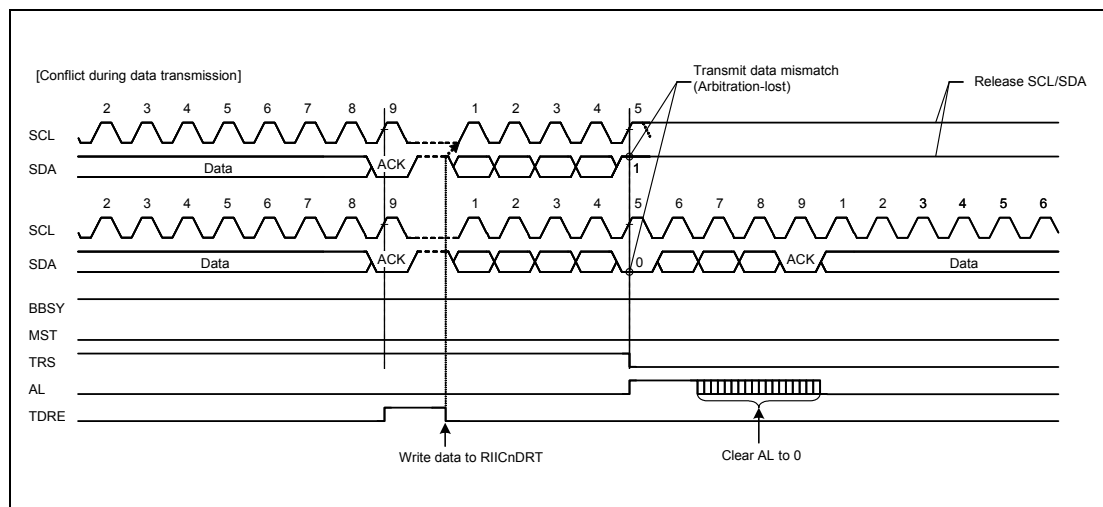 [Conflict during data transmission]
Transmit data mismatch
(Arbitration-lost)
Release SCL/SDA
2 3 4 5 6 7 8 9 1 2 3 4 5
SCL
SDA Data ACK 1
2 3 4 5 6 7 8 9 1 2 3 4 5 6 7 8 9 1 2 3 4 5 6
SCL
SDA Data ACK 0 ACK Data
BBSY
MST
TRS
AL
TDRE
Write data to RIICnDRT
Clear AL to 0